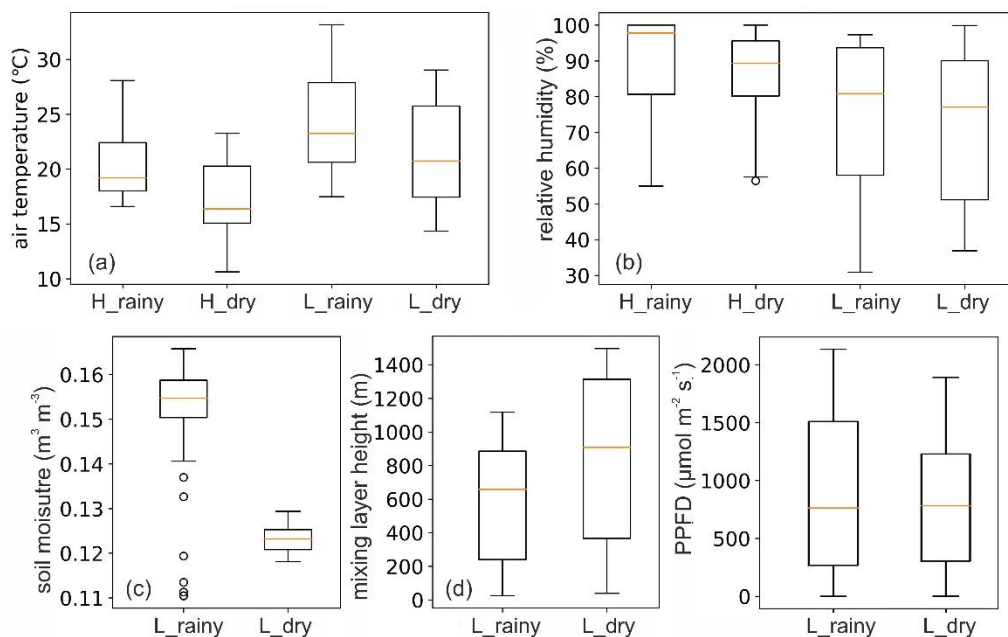 air temperature (°C)
30
25
20
15
10
(a)
H_rainy H_dry L_rainy L_dry
relative humidity (%)
100
90
80
70
60
50
40
30
(b)
H_rainy H_dry L_rainy L_dry
soil moisutre (m³ m⁻³)
0.16
0.15
0.14
0.13
0.12
0.11
(c)
L_rainy L_dry
mixing layer height (m)
1400
1200
1000
800
600
400
200
0
(d)
L_rainy L_dry
PPFD (μmol m⁻² s⁻¹)
2000
1500
1000
500
0
L_rainy L_dry